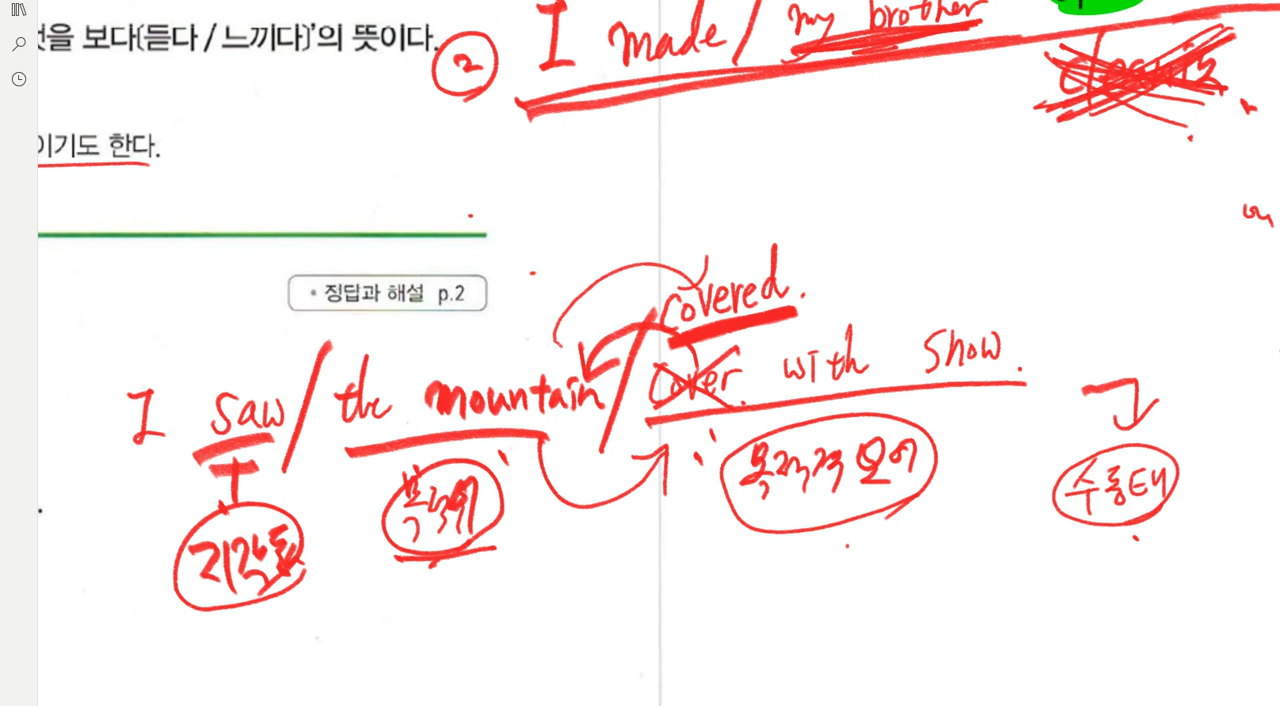 것을 보다(듣다 / 느끼다)'의 뜻이다.
② I made / my brother
이기도 한다.
• 정답과 해설 p.2
covered.
I saw / the mountain / cover with snow.
지각동 목적어 목적격 보어 수동태